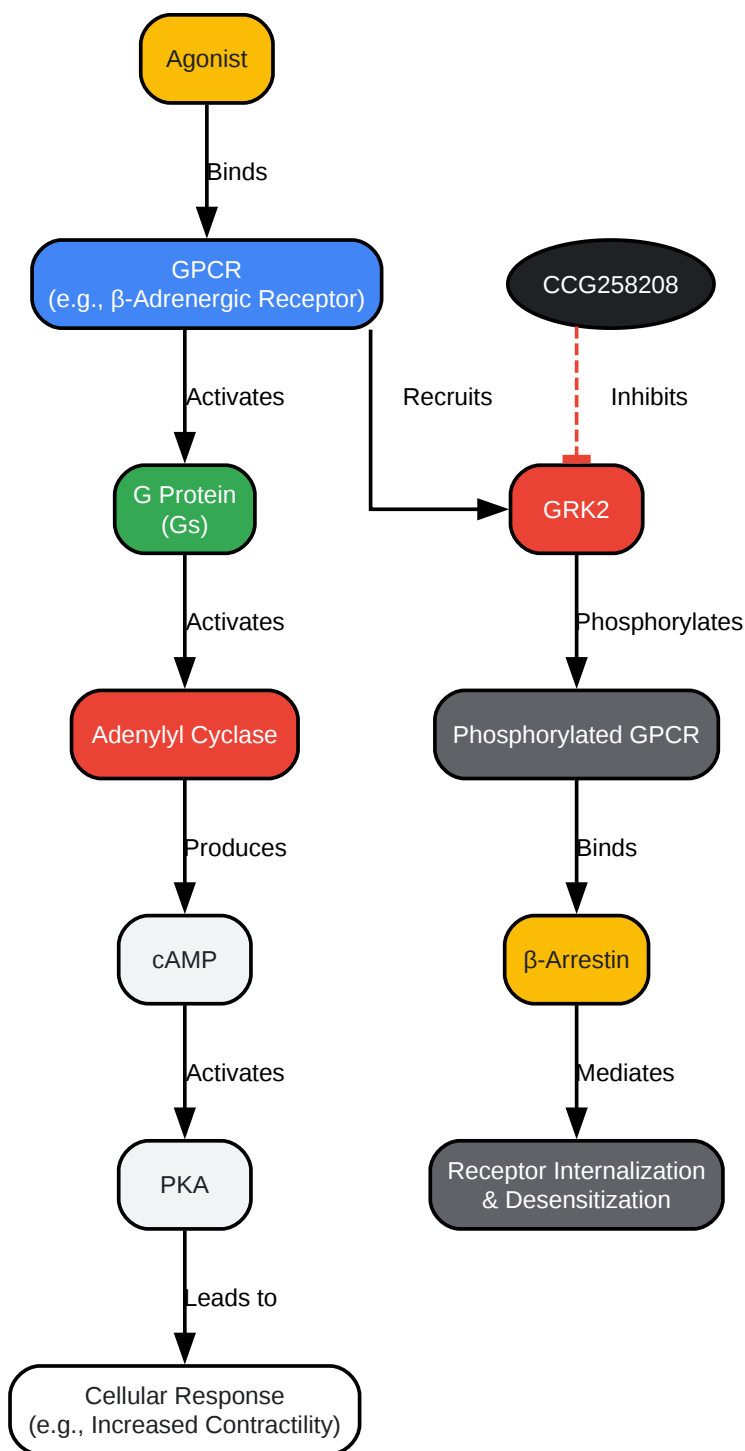 Agonist
Binds
GPCR
(e.g., β-Adrenergic Receptor)
CCG258208
Activates
Recruits
Inhibits
G Protein
(Gs)
GRK2
Activates
Phosphorylates
Adenylyl Cyclase
Phosphorylated GPCR
Produces
Binds
cAMP
β-Arrestin
Activates
Mediates
PKA
Receptor Internalization
& Desensitization
Leads to
Cellular Response
(e.g., Increased Contractility)